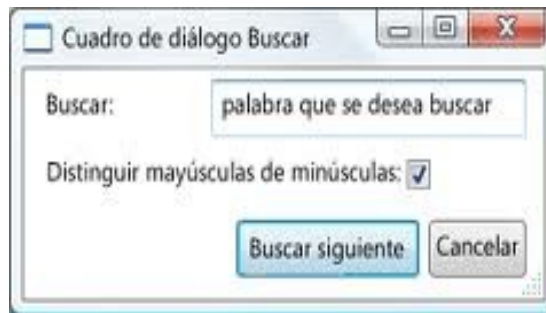 Cuadro de diálogo Buscar
Buscar: palabra que se desea buscar
Distinguir mayúsculas de minúsculas:
Buscar siguiente Cancelar